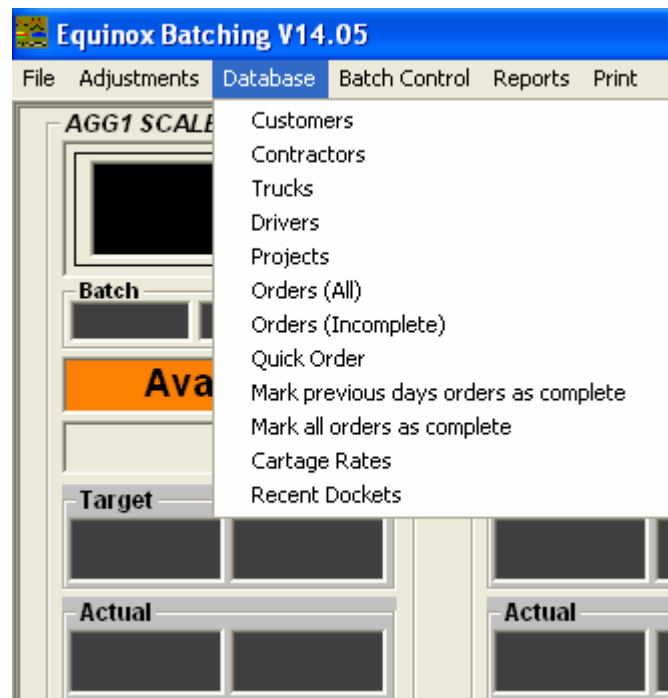 Equinox Batching V14.05
File Adjustments Database Batch Control Reports Print
AGG1 SCALE
Customers
Contractors
Trucks
Drivers
Projects
Orders (All)
Orders (Incomplete)
Quick Order
Mark previous days orders as complete
Mark all orders as complete
Cartage Rates
Recent Dockets
Batch
Ava
Target
Actual
Actual